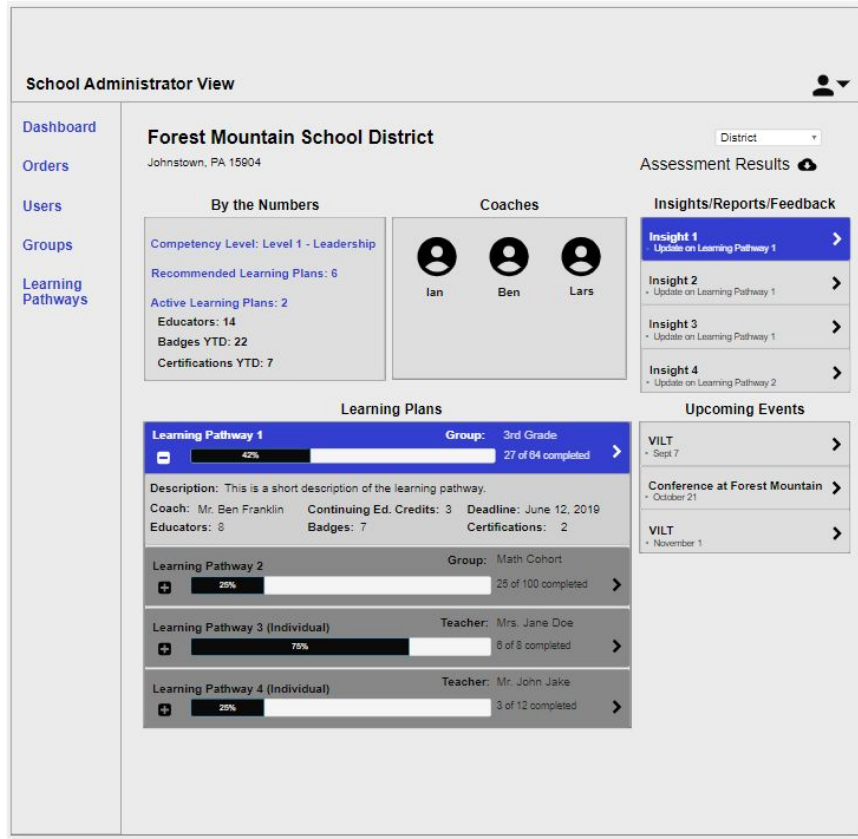 School Administrator View
Dashboard
Orders
Users
Groups
Learning
Pathways
Forest Mountain School District
Johnstown, PA 15904
District
Assessment Results
By the Numbers
Competency Level: Level 1 - Leadership
Recommended Learning Plans: 6
Active Learning Plans: 2
Educators: 14
Badges YTD: 22
Certifications YTD: 7
Coaches
Ian
Ben
Lars
Insights/Reports/Feedback
Insight 1
Update on Learning Pathway 1
Insight 2
Update on Learning Pathway 1
Insight 3
Update on Learning Pathway 1
Insight 4
Update on Learning Pathway 2
Learning Plans
Learning Pathway 1 Group: 3rd Grade
42% 27 of 64 completed
Description: This is a short description of the learning pathway.
Coach: Mr. Ben Franklin Continuing Ed. Credits: 3 Deadline: June 12, 2019
Educators: 8 Badges: 7 Certifications: 2
Learning Pathway 2 Group: Math Cohort
25% 25 of 100 completed
Learning Pathway 3 (Individual) Teacher: Mrs. Jane Doe
75% 6 of 8 completed
Learning Pathway 4 (Individual) Teacher: Mr. John Jake
25% 3 of 12 completed
Upcoming Events
VILT
Sept 7
Conference at Forest Mountain
October 21
VILT
November 1